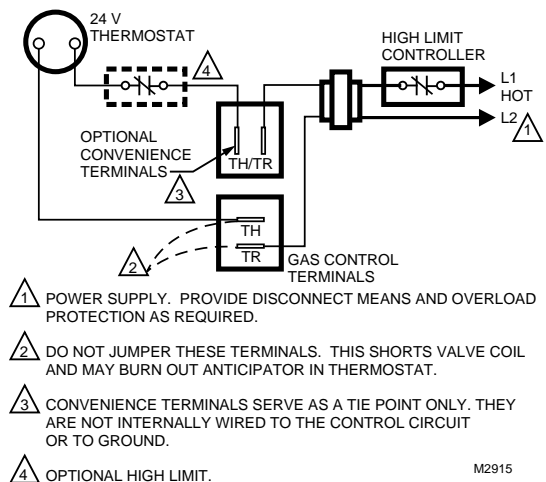 24 V
THERMOSTAT
HIGH LIMIT
CONTROLLER
4
L1
HOT
L2
1
OPTIONAL
CONVENIENCE
TERMINALS
3
TH/TR
TH
TR
2
GAS CONTROL
TERMINALS
1 POWER SUPPLY. PROVIDE DISCONNECT MEANS AND OVERLOAD
PROTECTION AS REQUIRED.
2 DO NOT JUMPER THESE TERMINALS. THIS SHORTS VALVE COIL
AND MAY BURN OUT ANTICIPATOR IN THERMOSTAT.
3 CONVENIENCE TERMINALS SERVE AS A TIE POINT ONLY. THEY
ARE NOT INTERNALLY WIRED TO THE CONTROL CIRCUIT
OR TO GROUND.
4 OPTIONAL HIGH LIMIT.
M2915